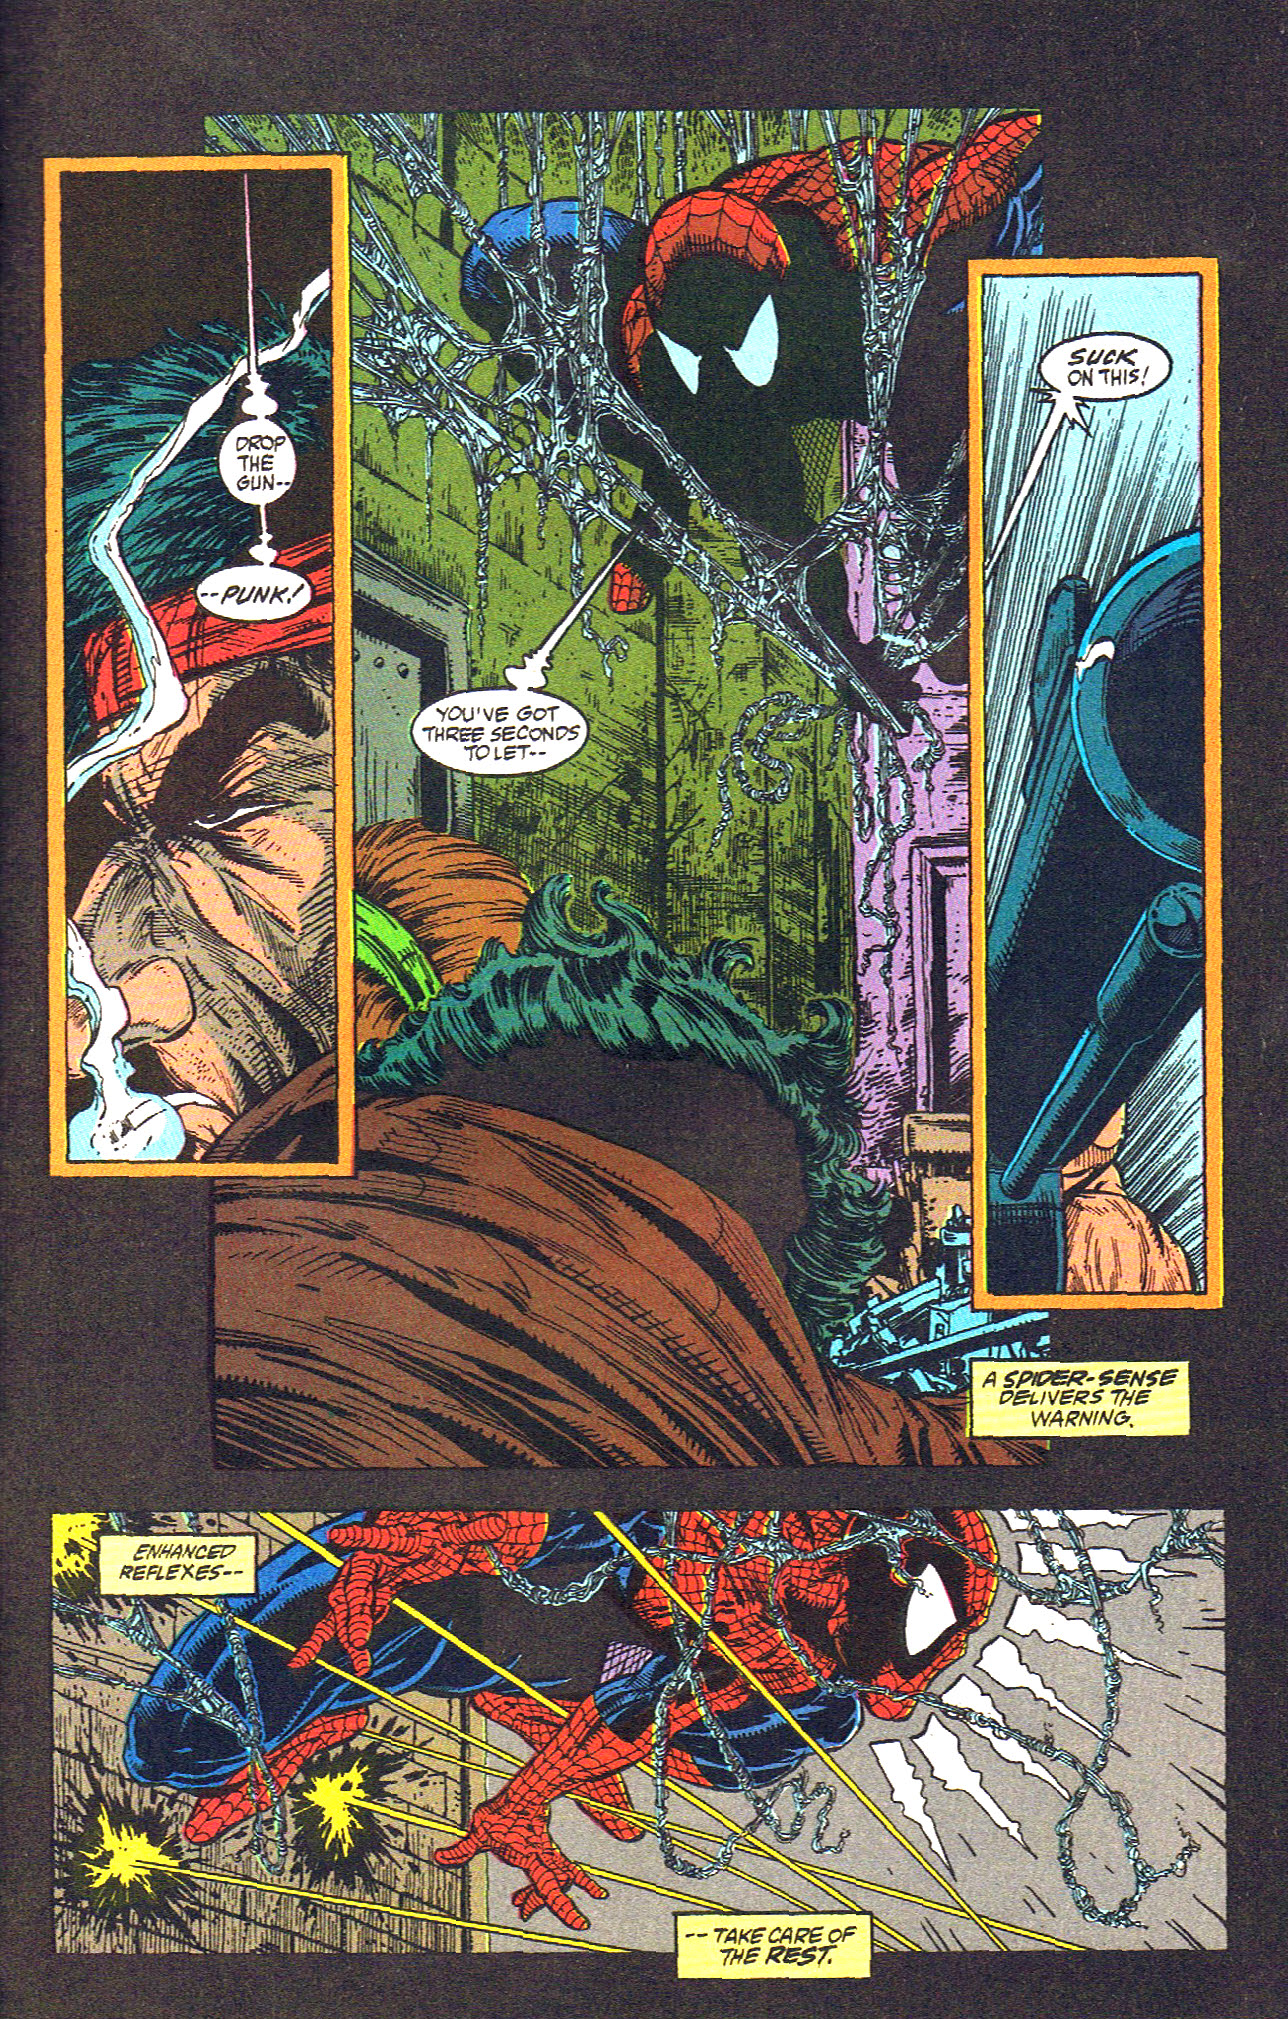 DROP
THE
GUN--
--PUNK!
YOU'VE GOT
THREE SECONDS
TO LET--
SUCK
ON THIS!
A SPIDER-SENSE
DELIVERS THE
WARNING.
ENHANCED
REFLEXES--
-- TAKE CARE OF
THE REST.